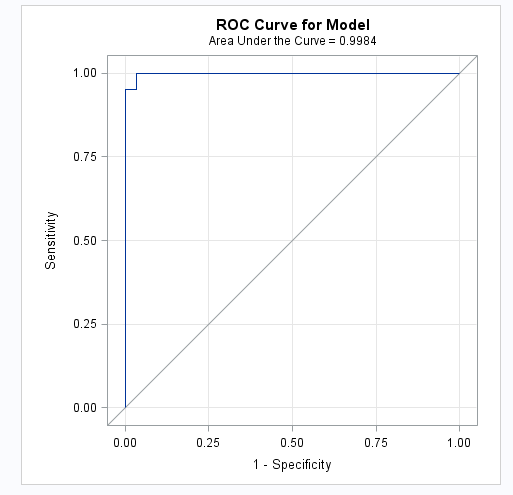 ROC Curve for Model
Area Under the Curve = 0.9984
1.00
0.75
0.50
0.25
0.00
Sensitivity
0.00 0.25 0.50 0.75 1.00
1 - Specificity